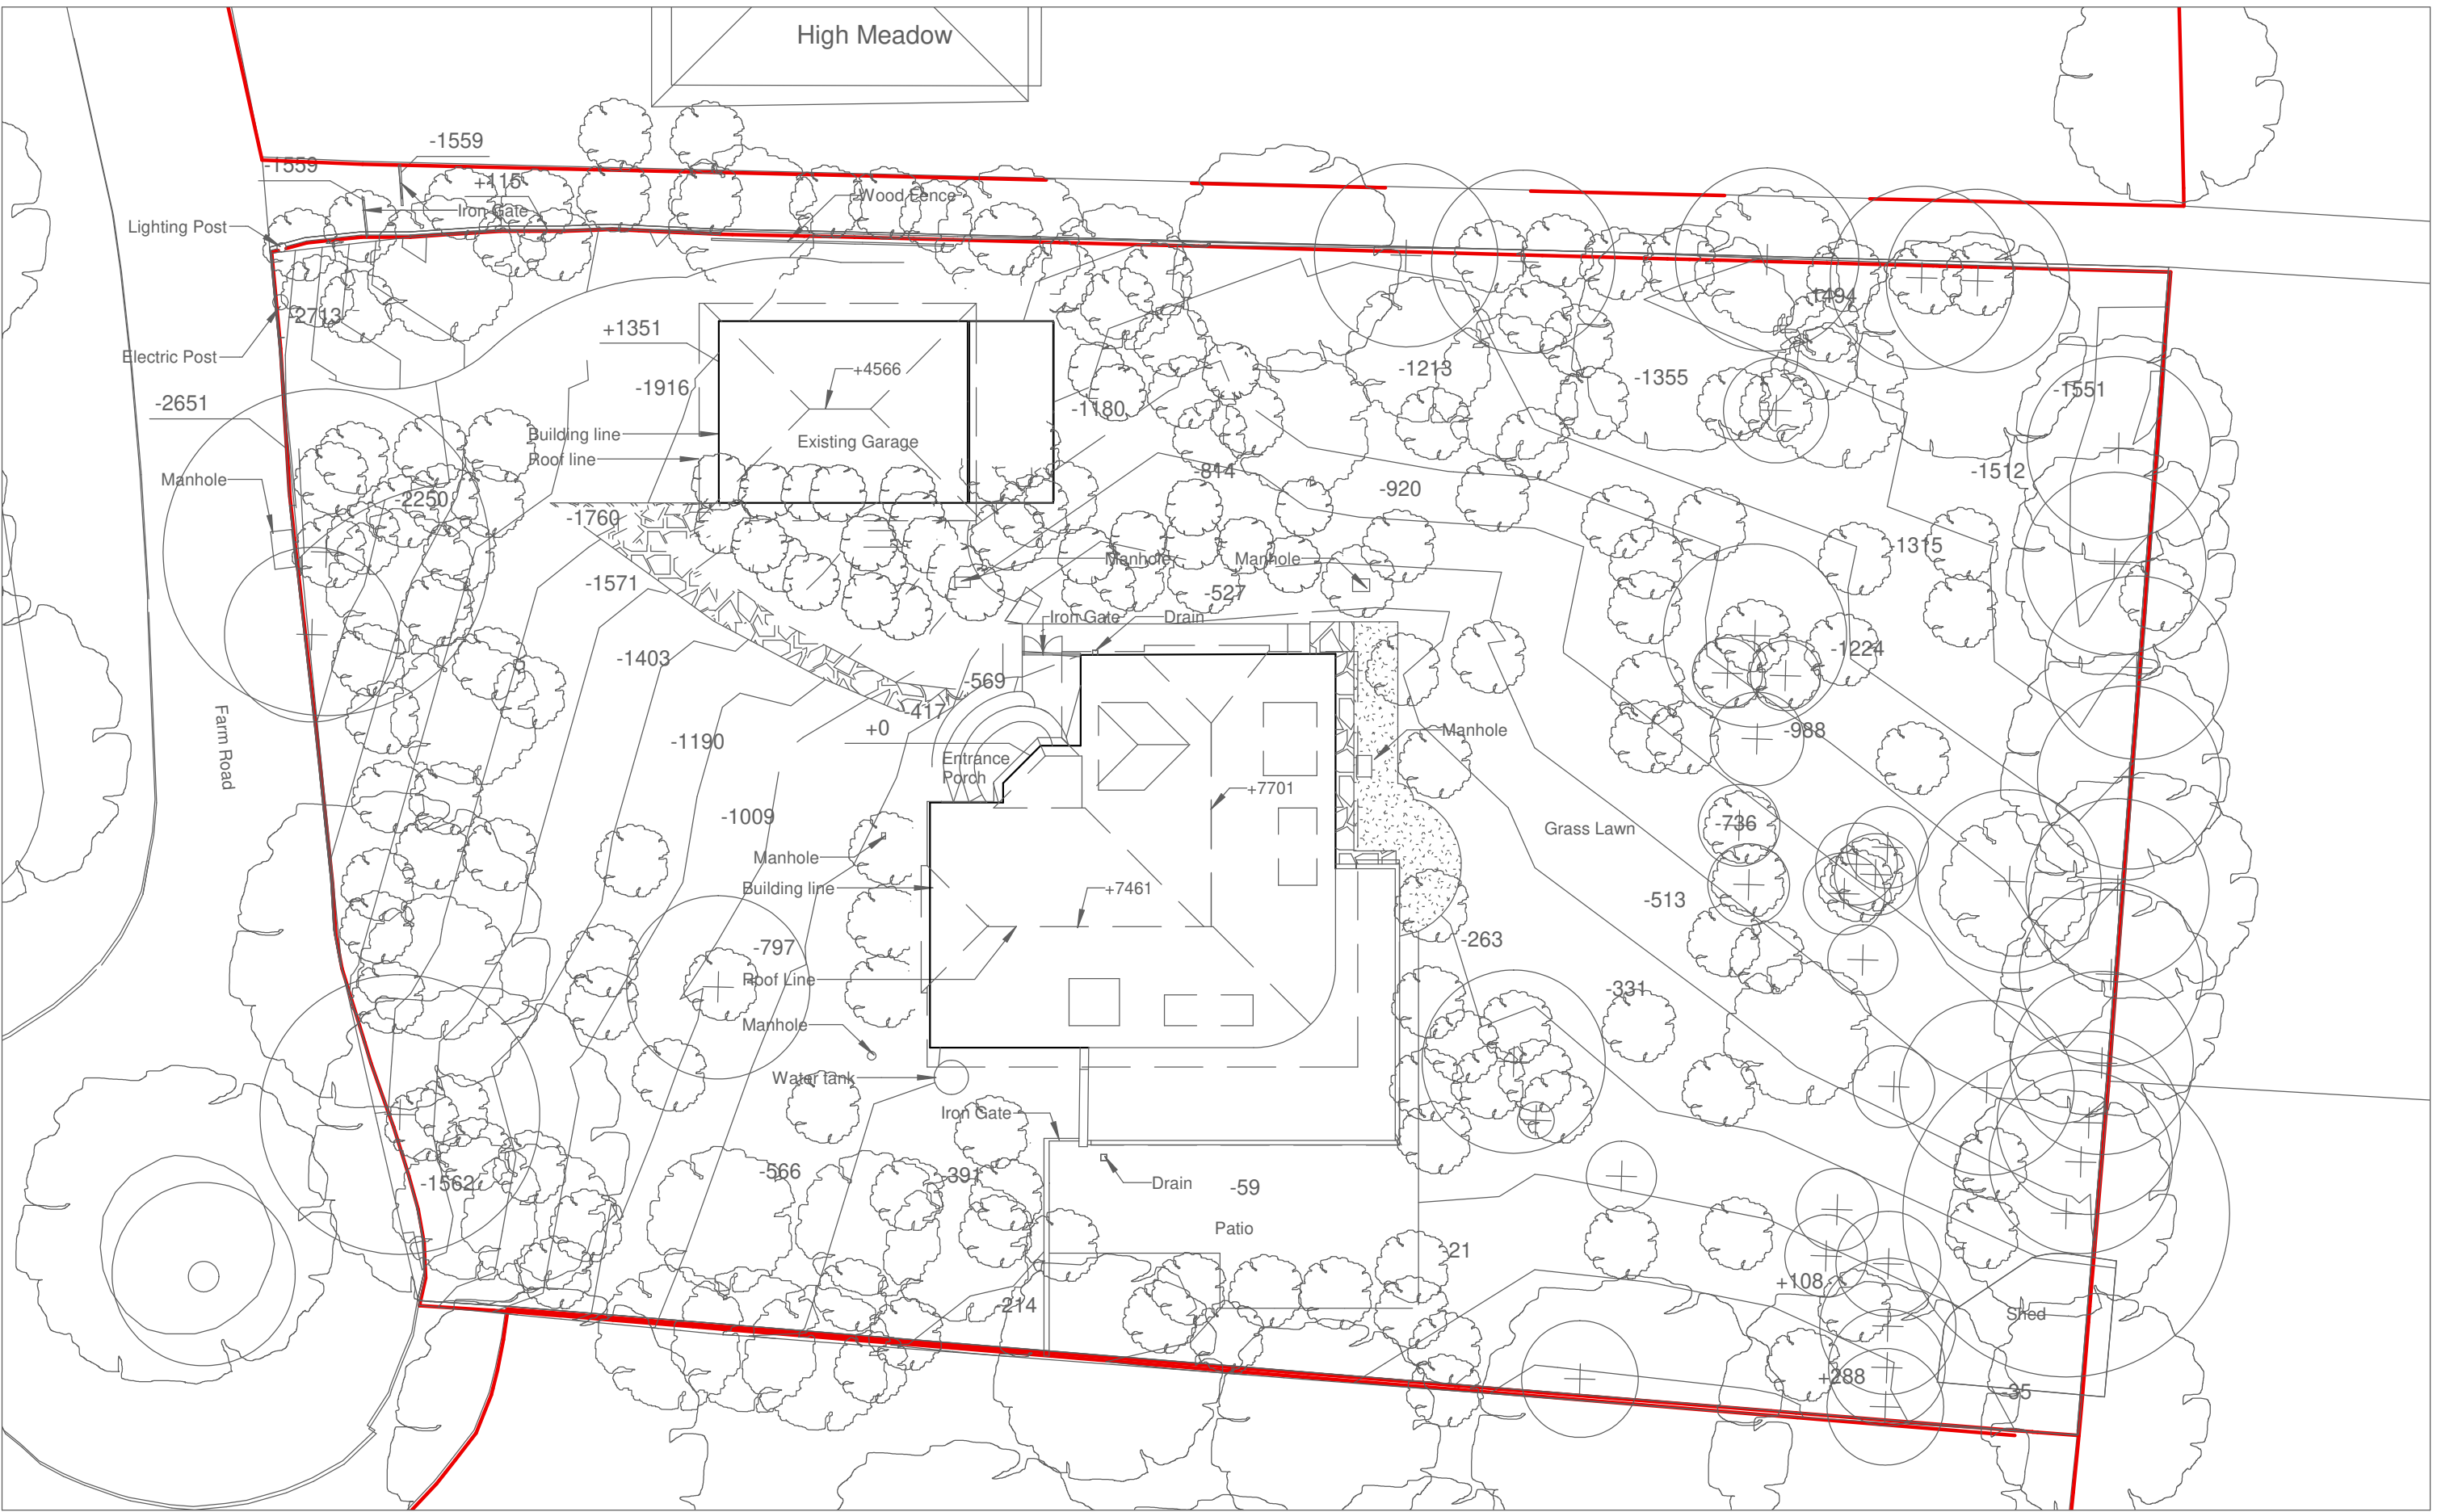 High Meadow
-1559
-1559
+115
Wood Fence
Iron Gate
Lighting Post
-2713
-1494
+1351
Electric Post
+4566
-1213
-1355
-1916
-1551
-2651
-1180
Building line
Existing Garage
Roof line
-814
-1512
Manhole
-920
-2250
-1760
-1315
Manhole
Manhole
-1571
-527
Iron Gate
Drain
-1403
-1224
-569
-417
Farm Road
+0
Manhole
-988
-1190
Entrance
Porch
+7701
-1009
-736
Grass Lawn
Manhole
Building line
+7461
-513
-797
-263
Roof Line
-331
Manhole
Water tank
Iron Gate
-566
-391
-1562
Drain
-59
Patio
-21
+108
-214
Shed
+288
-35